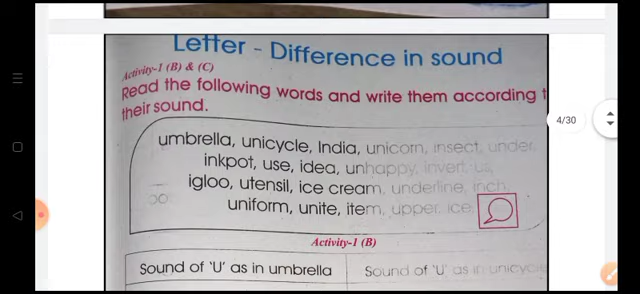 Letter - Difference in sound
Activity-1 (B) & (C)
Read the following words and write them according t
their sound.
4/30
umbrella, unicycle, India, unicorn, insect, under,
inkpot, use, idea, unhappy, invert, us,
igloo, utensil, ice cream, underline, inch,
uniform, unite, item, upper, ice
Activity-1 (B)
Sound of 'U' as in umbrella
Sound of 'U' as in unicycle